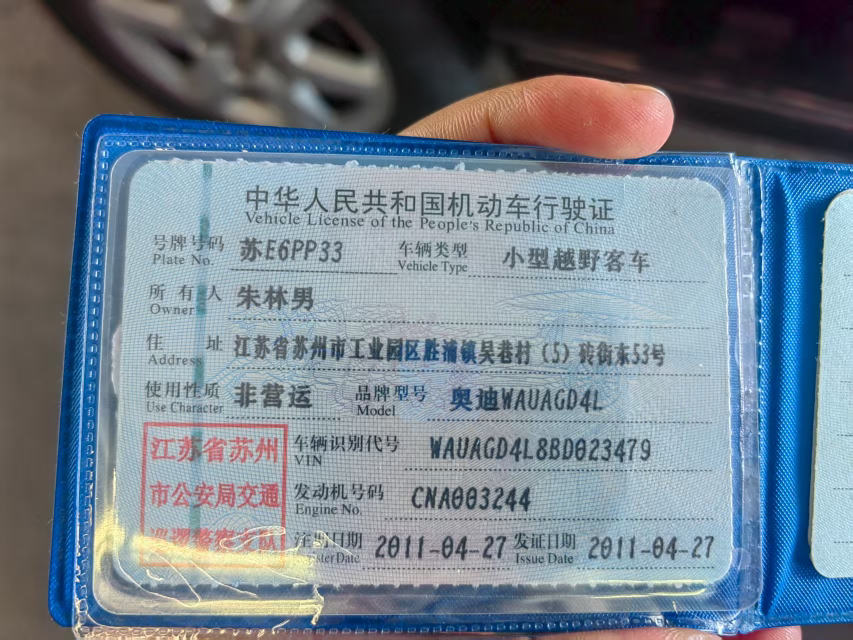 中华人民共和国机动车行驶证
Vehicle License of the People's Republic of China
号牌号码 苏E6PP33 车辆类型 小型越野客车
Plate No. Vehicle Type
所有人 朱林男
Owner
住址 江苏省苏州市工业园区胜浦镇吴巷村(5)砖街东53号
Address
使用性质 非营运 品牌型号 奥迪WAUAGD4L
Use Character Model
江苏省苏州 车辆识别代号 WAUAGD4L8BD023479
VIN
市公安局交通 发动机号码 CNA003244
Engine No.
注册日期 2011-04-27 发证日期 2011-04-27
Issue Date